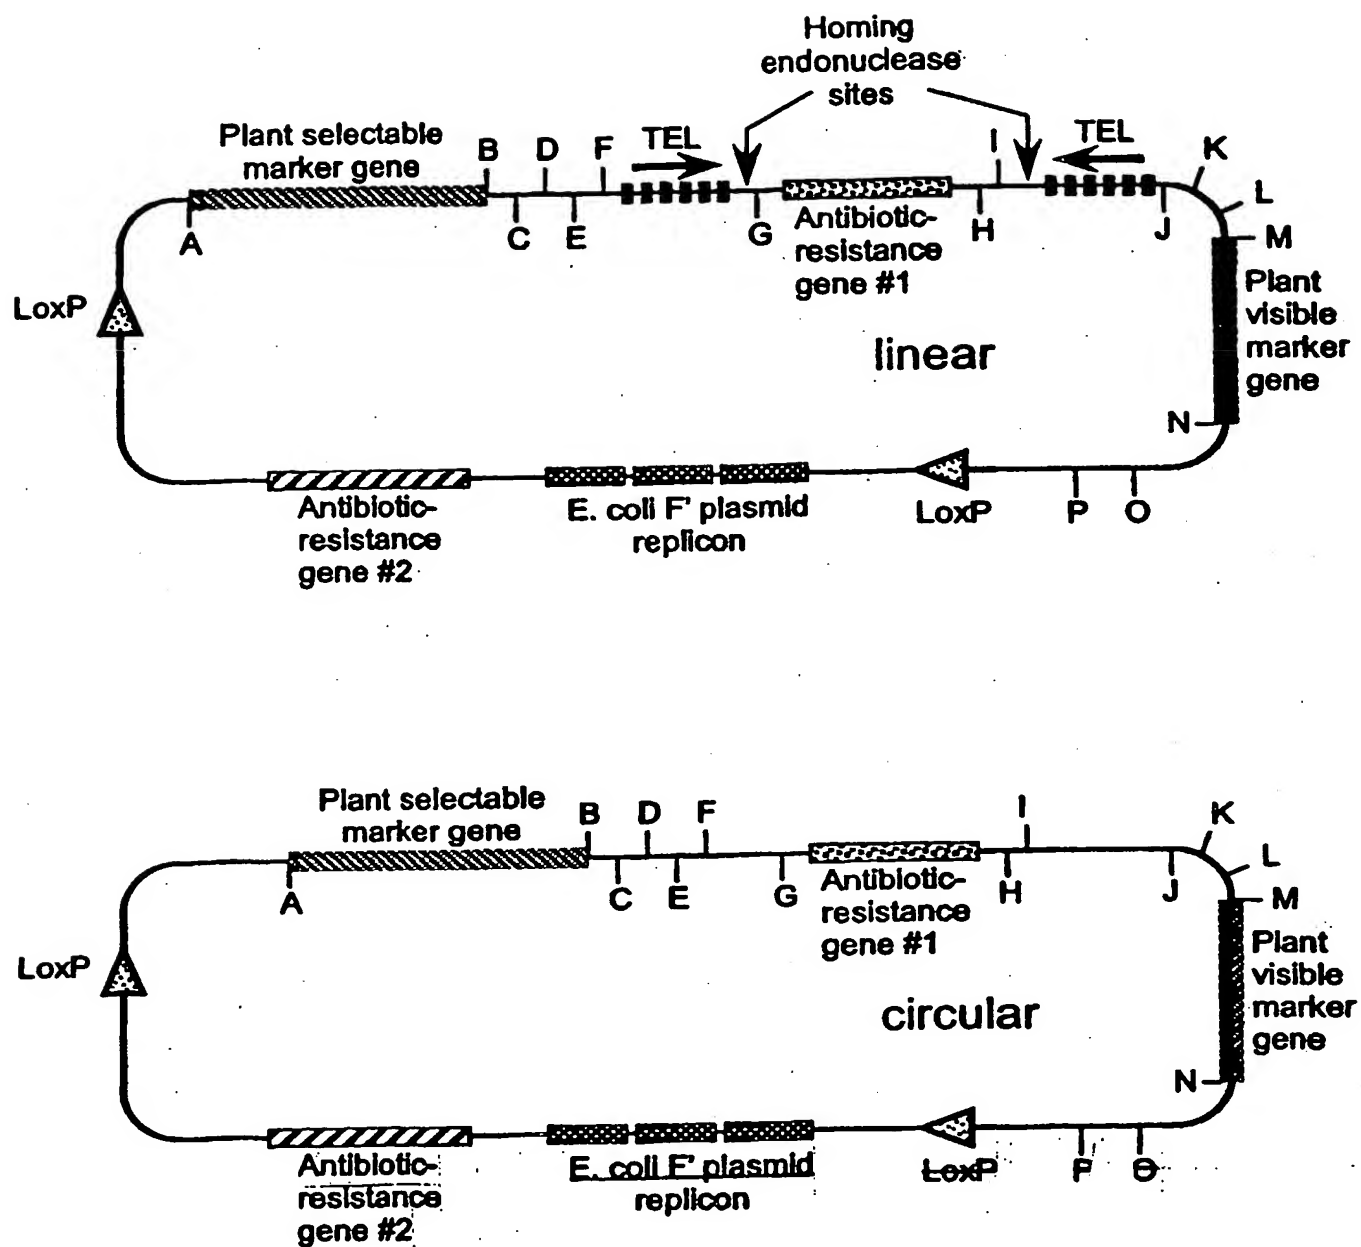 Homing
endonuclease
sites
Plant selectable
marker gene
B
D
F
TEL
I
TEL
K
L
A
C
E
G
Antibiotic-
resistance
gene #1
H
J
M
LoxP
linear
Plant
visible
marker
gene
N
Antibiotic-
resistance
gene #2
E. coli F' plasmid
replicon
LoxP
P
O
Plant selectable
marker gene
B
D
F
I
K
L
A
C
E
G
Antibiotic-
resistance
gene #1
H
J
M
LoxP
circular
Plant
visible
marker
gene
N
Antibiotic-
resistance
gene #2
E. coli F' plasmid
replicon
LoxP
P
O